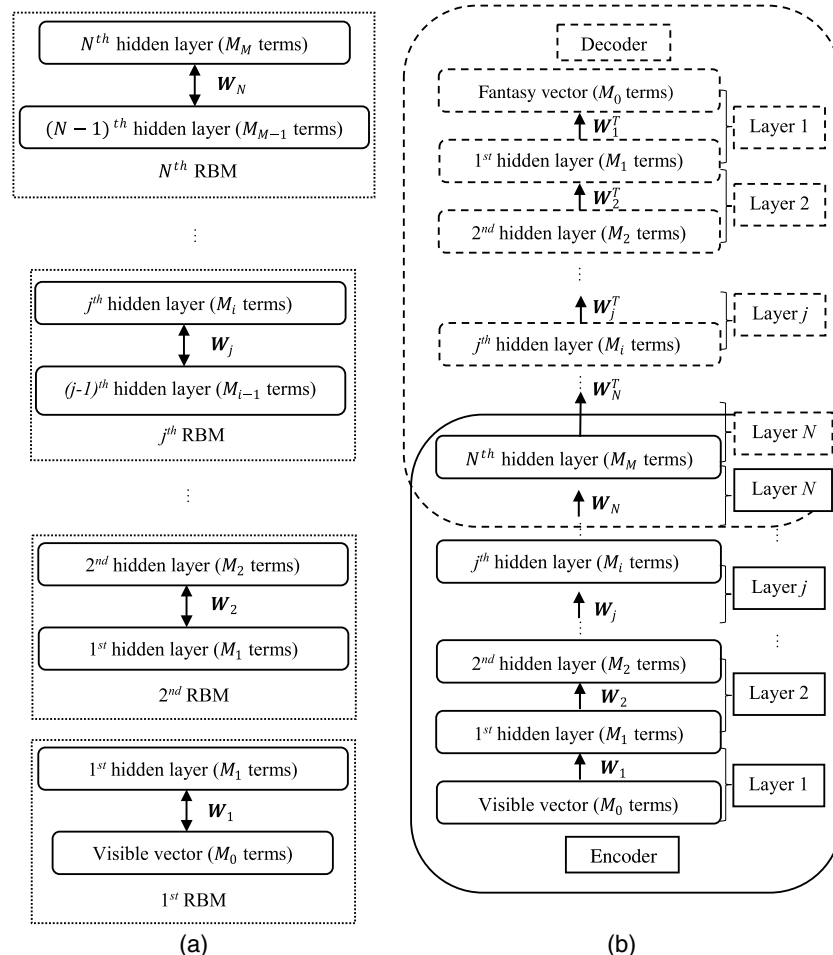 N^th hidden layer (M_M terms)
W_N
(N − 1)^th hidden layer (M_{M−1} terms)
N^th RBM
⋮
j^th hidden layer (M_i terms)
W_j
(j-1)^th hidden layer (M_{i−1} terms)
j^th RBM
⋮
2^nd hidden layer (M_2 terms)
W_2
1^st hidden layer (M_1 terms)
2^nd RBM
1^st hidden layer (M_1 terms)
W_1
Visible vector (M_0 terms)
1^st RBM
(a)
Decoder
Fantasy vector (M_0 terms)
W_1^T
Layer 1
1^st hidden layer (M_1 terms)
W_2^T
Layer 2
2^nd hidden layer (M_2 terms)
⋮
W_j^T
Layer j
j^th hidden layer (M_i terms)
⋮
W_N^T
Layer N
N^th hidden layer (M_M terms)
Layer N
W_N
⋮
j^th hidden layer (M_i terms)
Layer j
W_j
⋮
2^nd hidden layer (M_2 terms)
W_2
Layer 2
1^st hidden layer (M_1 terms)
W_1
Layer 1
Visible vector (M_0 terms)
Encoder
(b)